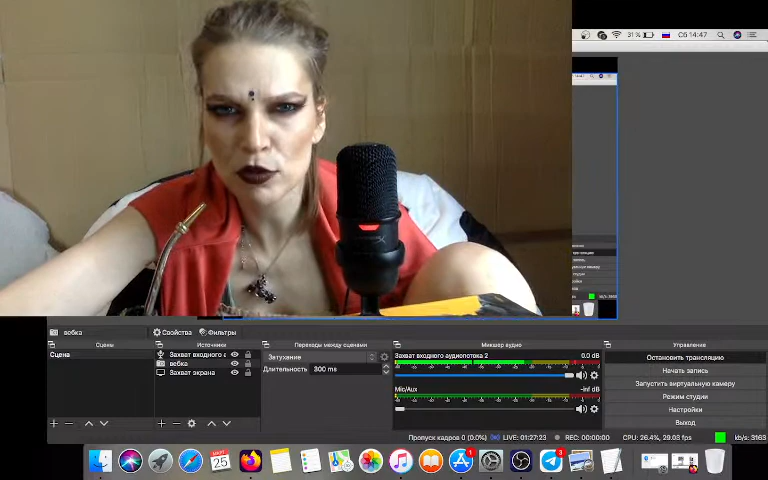 31 %
Сб 14:47
вебка
Свойства
Фильтры
Сцены
Источники
Переходы между сценами
Микшер аудио
Управление
Сцена
Захват входного с
вебка
Захват экрана
Затухание
Длительность
300 ms
Захват входного аудиопотока 2
0.0 dB
Mic/Aux
-inf dB
Остановить трансляцию
Начать запись
Запустить виртуальную камеру
Режим студии
Настройки
Выход
Пропуск кадров 0 (0.0%)
LIVE: 01:27:23
REC: 00:00:00
CPU: 26.4%, 29.03 fps
kb/s: 3163
25
1
3